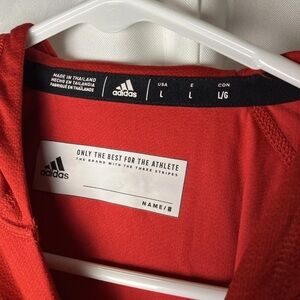 MADE IN THAILAND
HECHO EN TAILANDIA
FABRIQUÉ EN THAÏLANDE
adidas
USA
L
E
L
CON
L/G
ONLY THE BEST FOR THE ATHLETE
THE BRAND WITH THE THREE STRIPES
adidas
NAME/